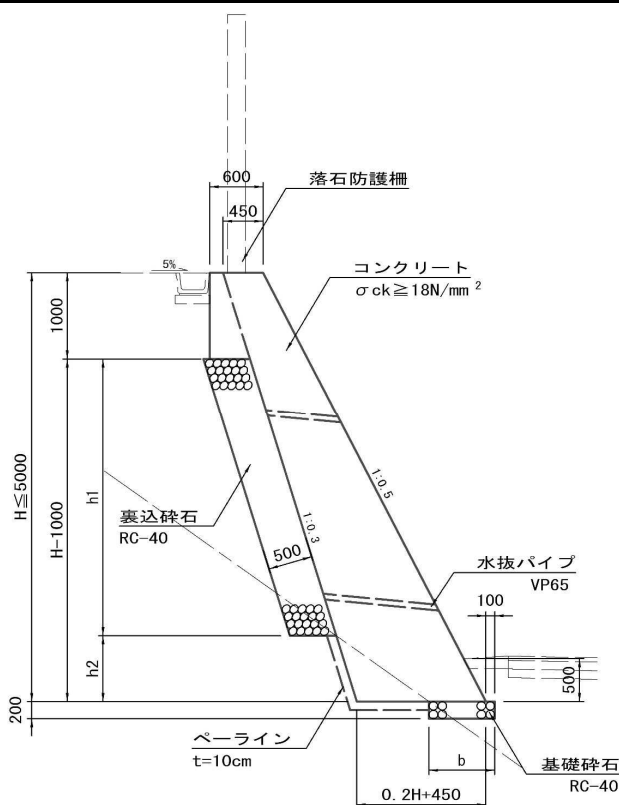 落石防護柵
600
450
5%
コンクリート
σck≧18N/mm²
1000
H≦5000
H-1000
h1
1:0.5
裏込砕石
RC-40
1:0.3
500
水抜パイプ
VP65
100
h2
500
200
ペーライン
t=10cm
b
基礎砕石
RC-40
0.2H+450